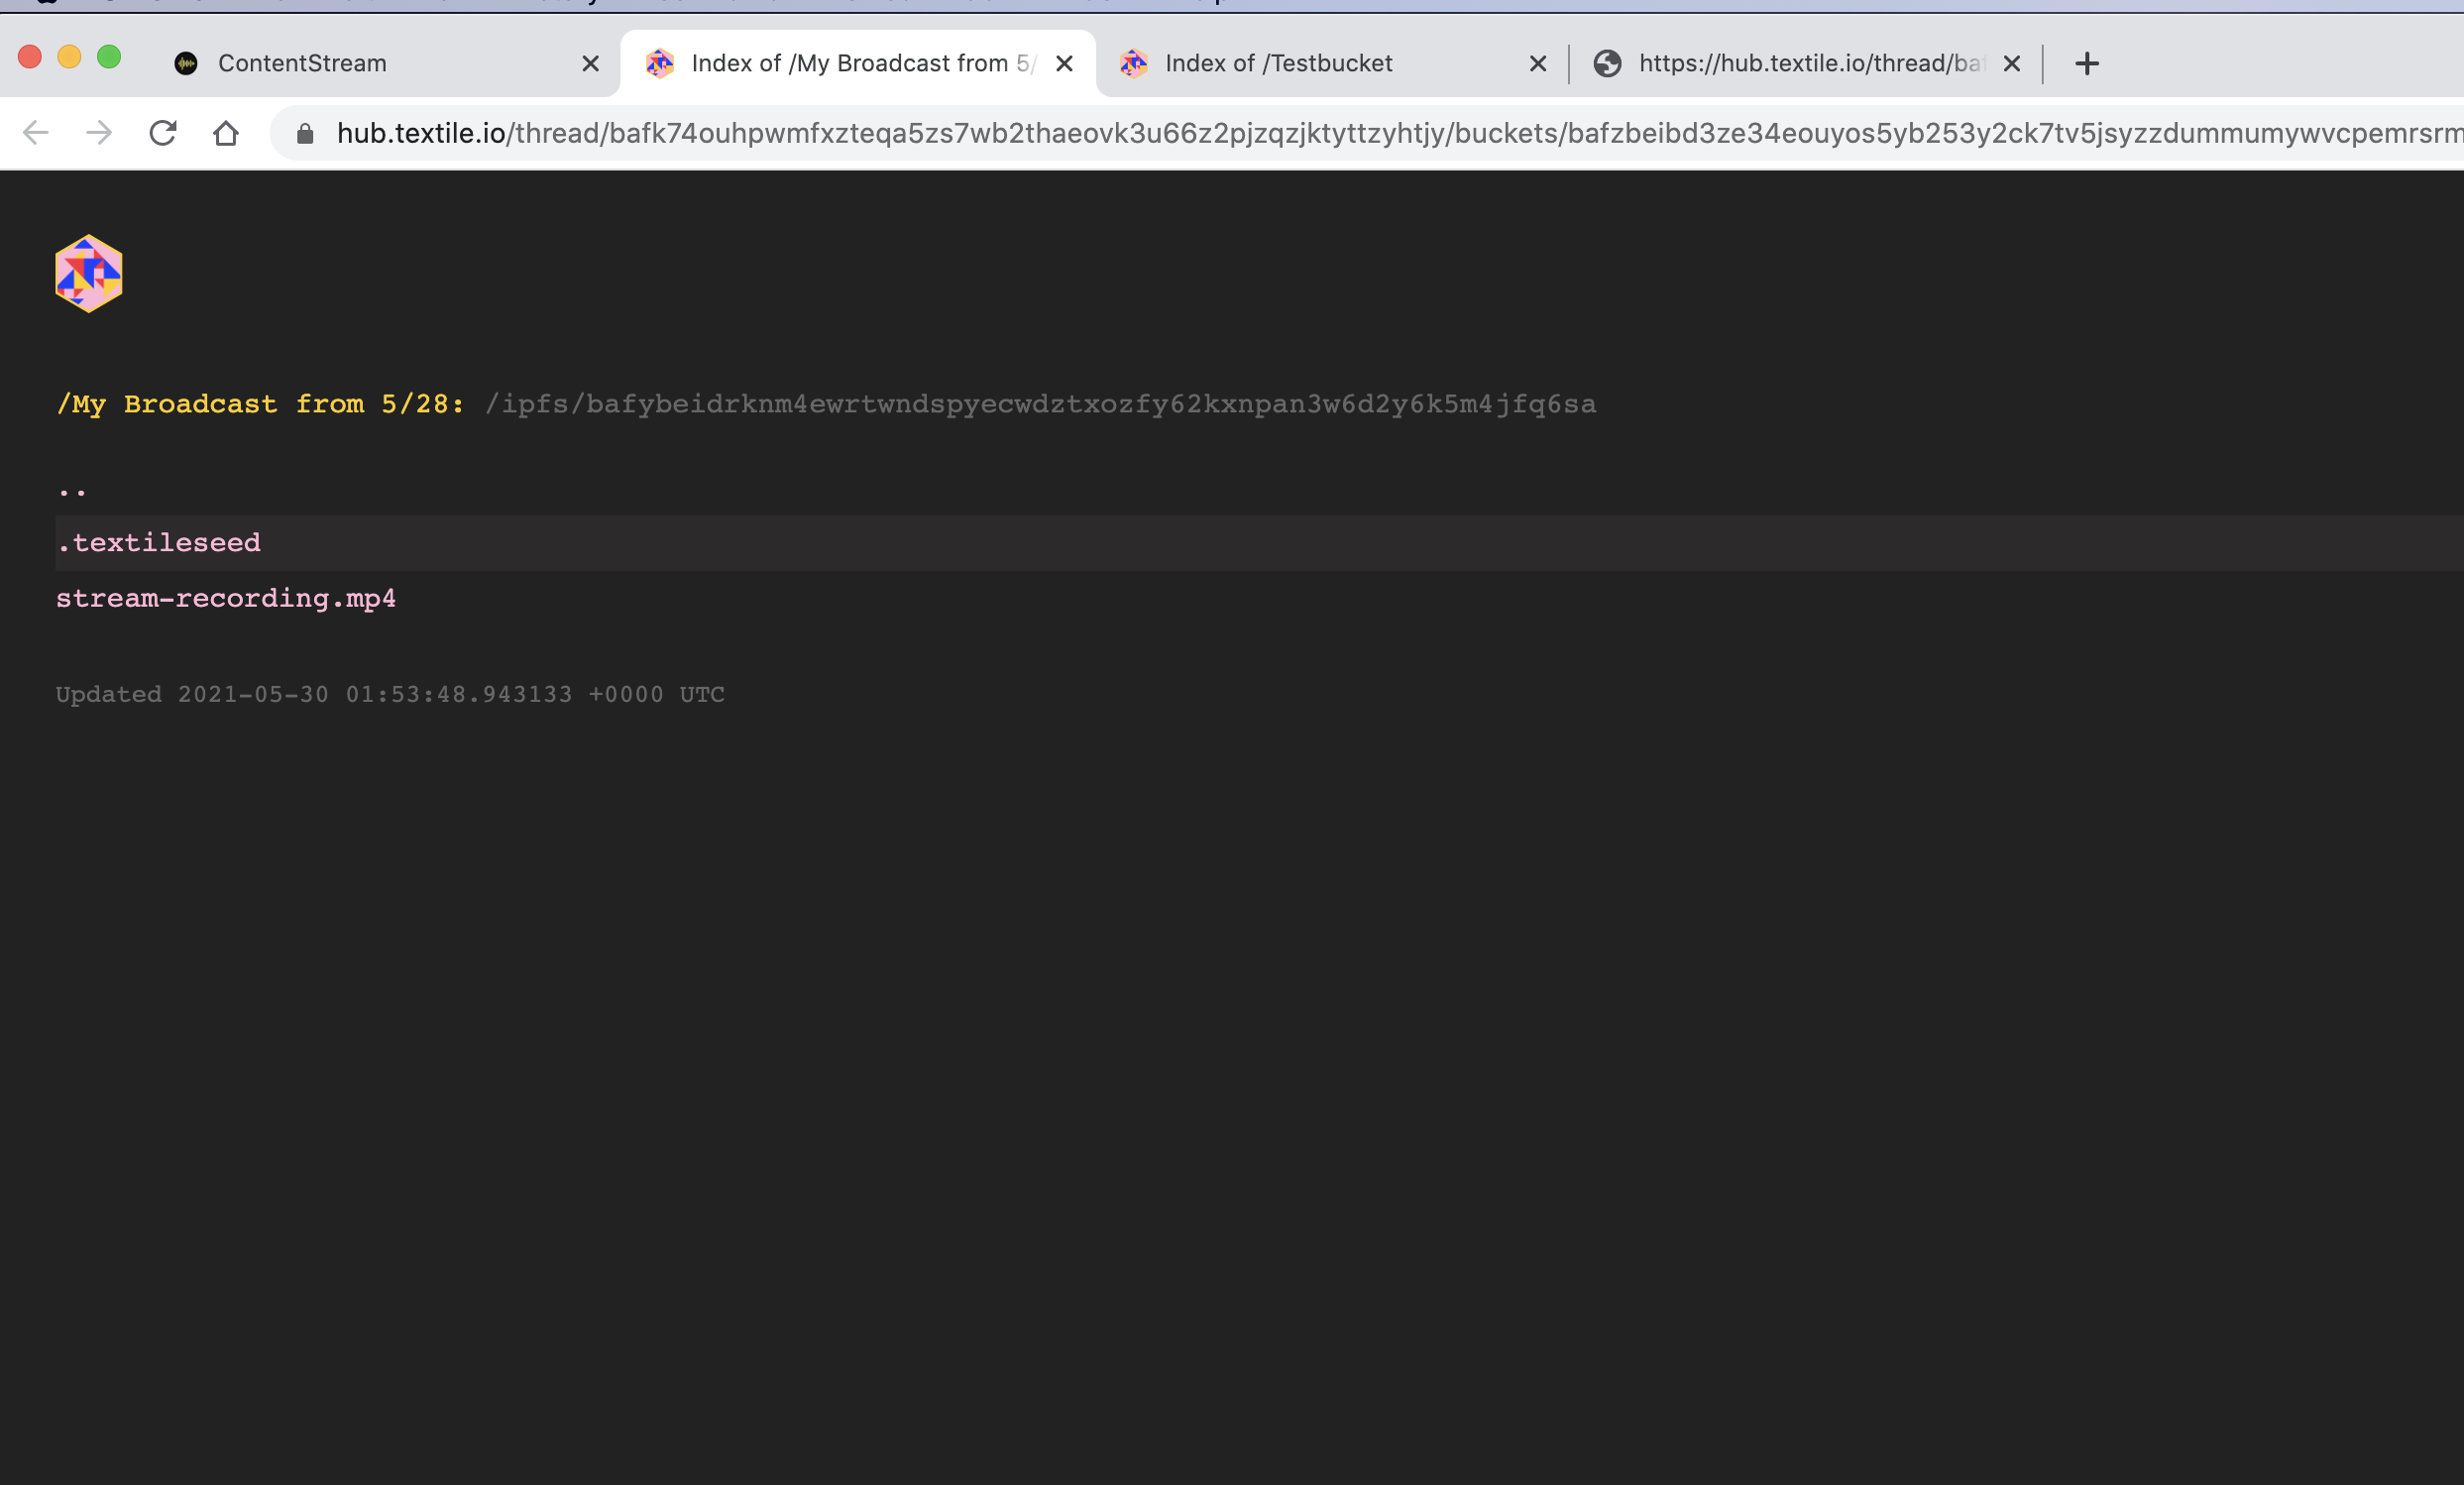 ContentStream
Index of /My Broadcast from 5/
Index of /Testbucket
https://hub.textile.io/thread/ba
hub.textile.io/thread/bafk74ouhpwmfxzteqa5zs7wb2thaeovk3u66z2pjzqzjktyttzyhtjy/buckets/bafzbeibd3ze34eouyos5yb253y2ck7tv5jsyzzdummumywvcpemrsrm
/My Broadcast from 5/28: /ipfs/bafybeidrknm4ewrtwndspyecwdztxozfy62kxnpan3w6d2y6k5m4jfq6sa
..
.textileseed
stream-recording.mp4
Updated 2021-05-30 01:53:48.943133 +0000 UTC